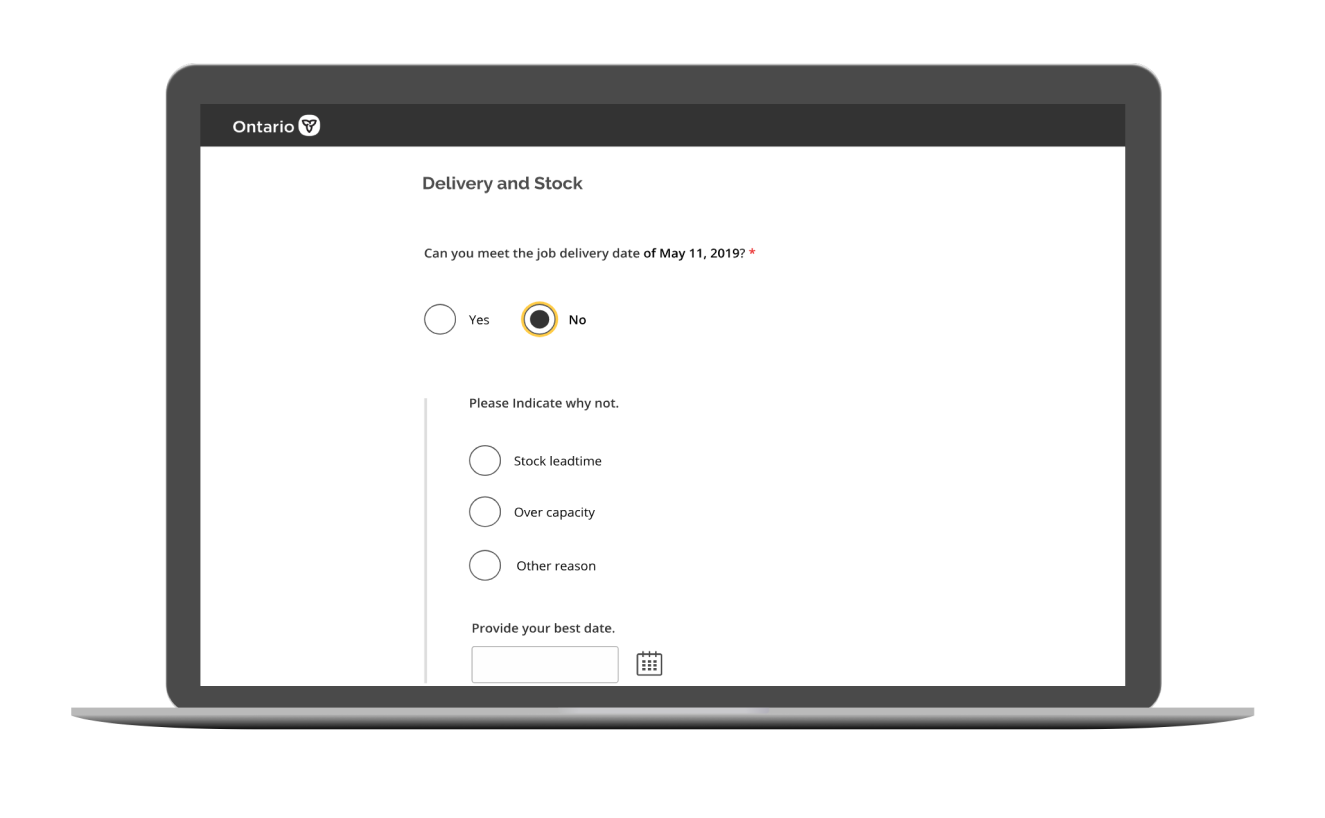 Ontario
Delivery and Stock
Can you meet the job delivery date of May 11, 2019? *
Yes No
Please Indicate why not.
Stock leadtime
Over capacity
Other reason
Provide your best date.